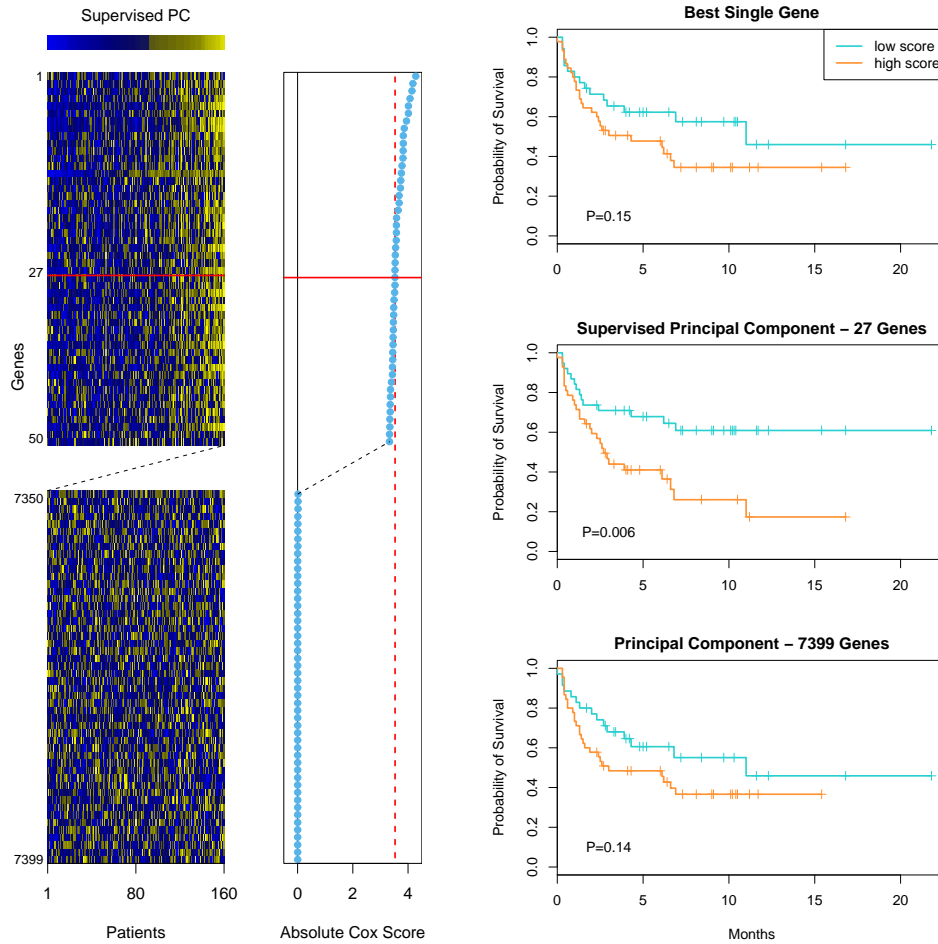 Supervised PC
1
27
50
7350
7399
Genes
1 80 160
Patients
0 2 4
Absolute Cox Score
Best Single Gene
low score
high score
Probability of Survival
0.0 0.2 0.4 0.6 0.8 1.0
P=0.15
0 5 10 15 20
Supervised Principal Component – 27 Genes
Probability of Survival
0.0 0.2 0.4 0.6 0.8 1.0
P=0.006
0 5 10 15 20
Principal Component – 7399 Genes
Probability of Survival
0.0 0.2 0.4 0.6 0.8 1.0
P=0.14
0 5 10 15 20
Months